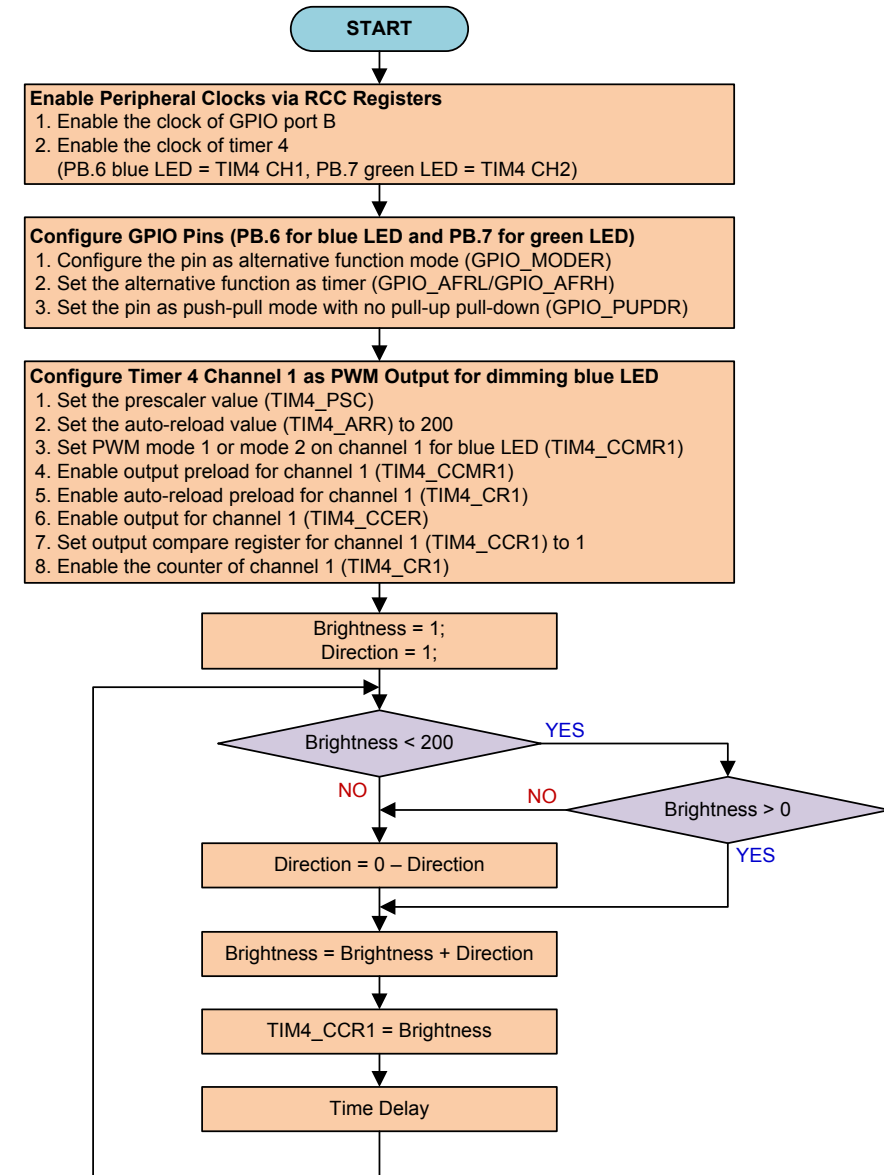 START
Enable Peripheral Clocks via RCC Registers
1. Enable the clock of GPIO port B
2. Enable the clock of timer 4
(PB.6 blue LED = TIM4 CH1, PB.7 green LED = TIM4 CH2)
Configure GPIO Pins (PB.6 for blue LED and PB.7 for green LED)
1. Configure the pin as alternative function mode (GPIO_MODER)
2. Set the alternative function as timer (GPIO_AFRL/GPIO_AFRH)
3. Set the pin as push-pull mode with no pull-up pull-down (GPIO_PUPDR)
Configure Timer 4 Channel 1 as PWM Output for dimming blue LED
1. Set the prescaler value (TIM4_PSC)
2. Set the auto-reload value (TIM4_ARR) to 200
3. Set PWM mode 1 or mode 2 on channel 1 for blue LED (TIM4_CCMR1)
4. Enable output preload for channel 1 (TIM4_CCMR1)
5. Enable auto-reload preload for channel 1 (TIM4_CR1)
6. Enable output for channel 1 (TIM4_CCER)
7. Set output compare register for channel 1 (TIM4_CCR1) to 1
8. Enable the counter of channel 1 (TIM4_CR1)
Brightness = 1;
Direction = 1;
Brightness < 200
YES
NO
NO
Brightness > 0
YES
Direction = 0 – Direction
Brightness = Brightness + Direction
TIM4_CCR1 = Brightness
Time Delay